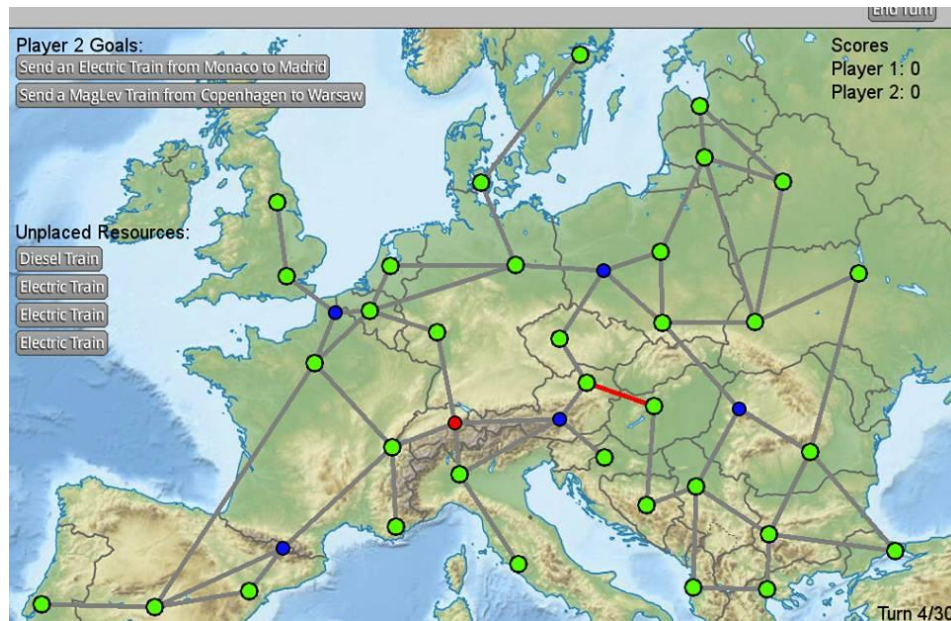 End Turn
Player 2 Goals:
Send an Electric Train from Monaco to Madrid
Send a MagLev Train from Copenhagen to Warsaw
Scores
Player 1: 0
Player 2: 0
Unplaced Resources:
Diesel Train
Electric Train
Electric Train
Electric Train
Turn 4/30